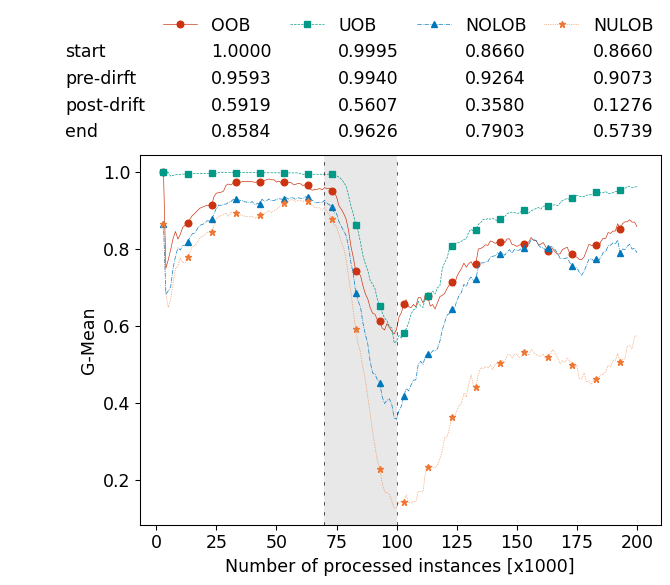 OOB UOB NOLOB NULOB
start 1.0000 0.9995 0.8660 0.8660
pre-dirft 0.9593 0.9940 0.9264 0.9073
post-drift 0.5919 0.5607 0.3580 0.1276
end 0.8584 0.9626 0.7903 0.5739
1.0
0.8
0.6
0.4
0.2
G-Mean
0 25 50 75 100 125 150 175 200
Number of processed instances [x1000]